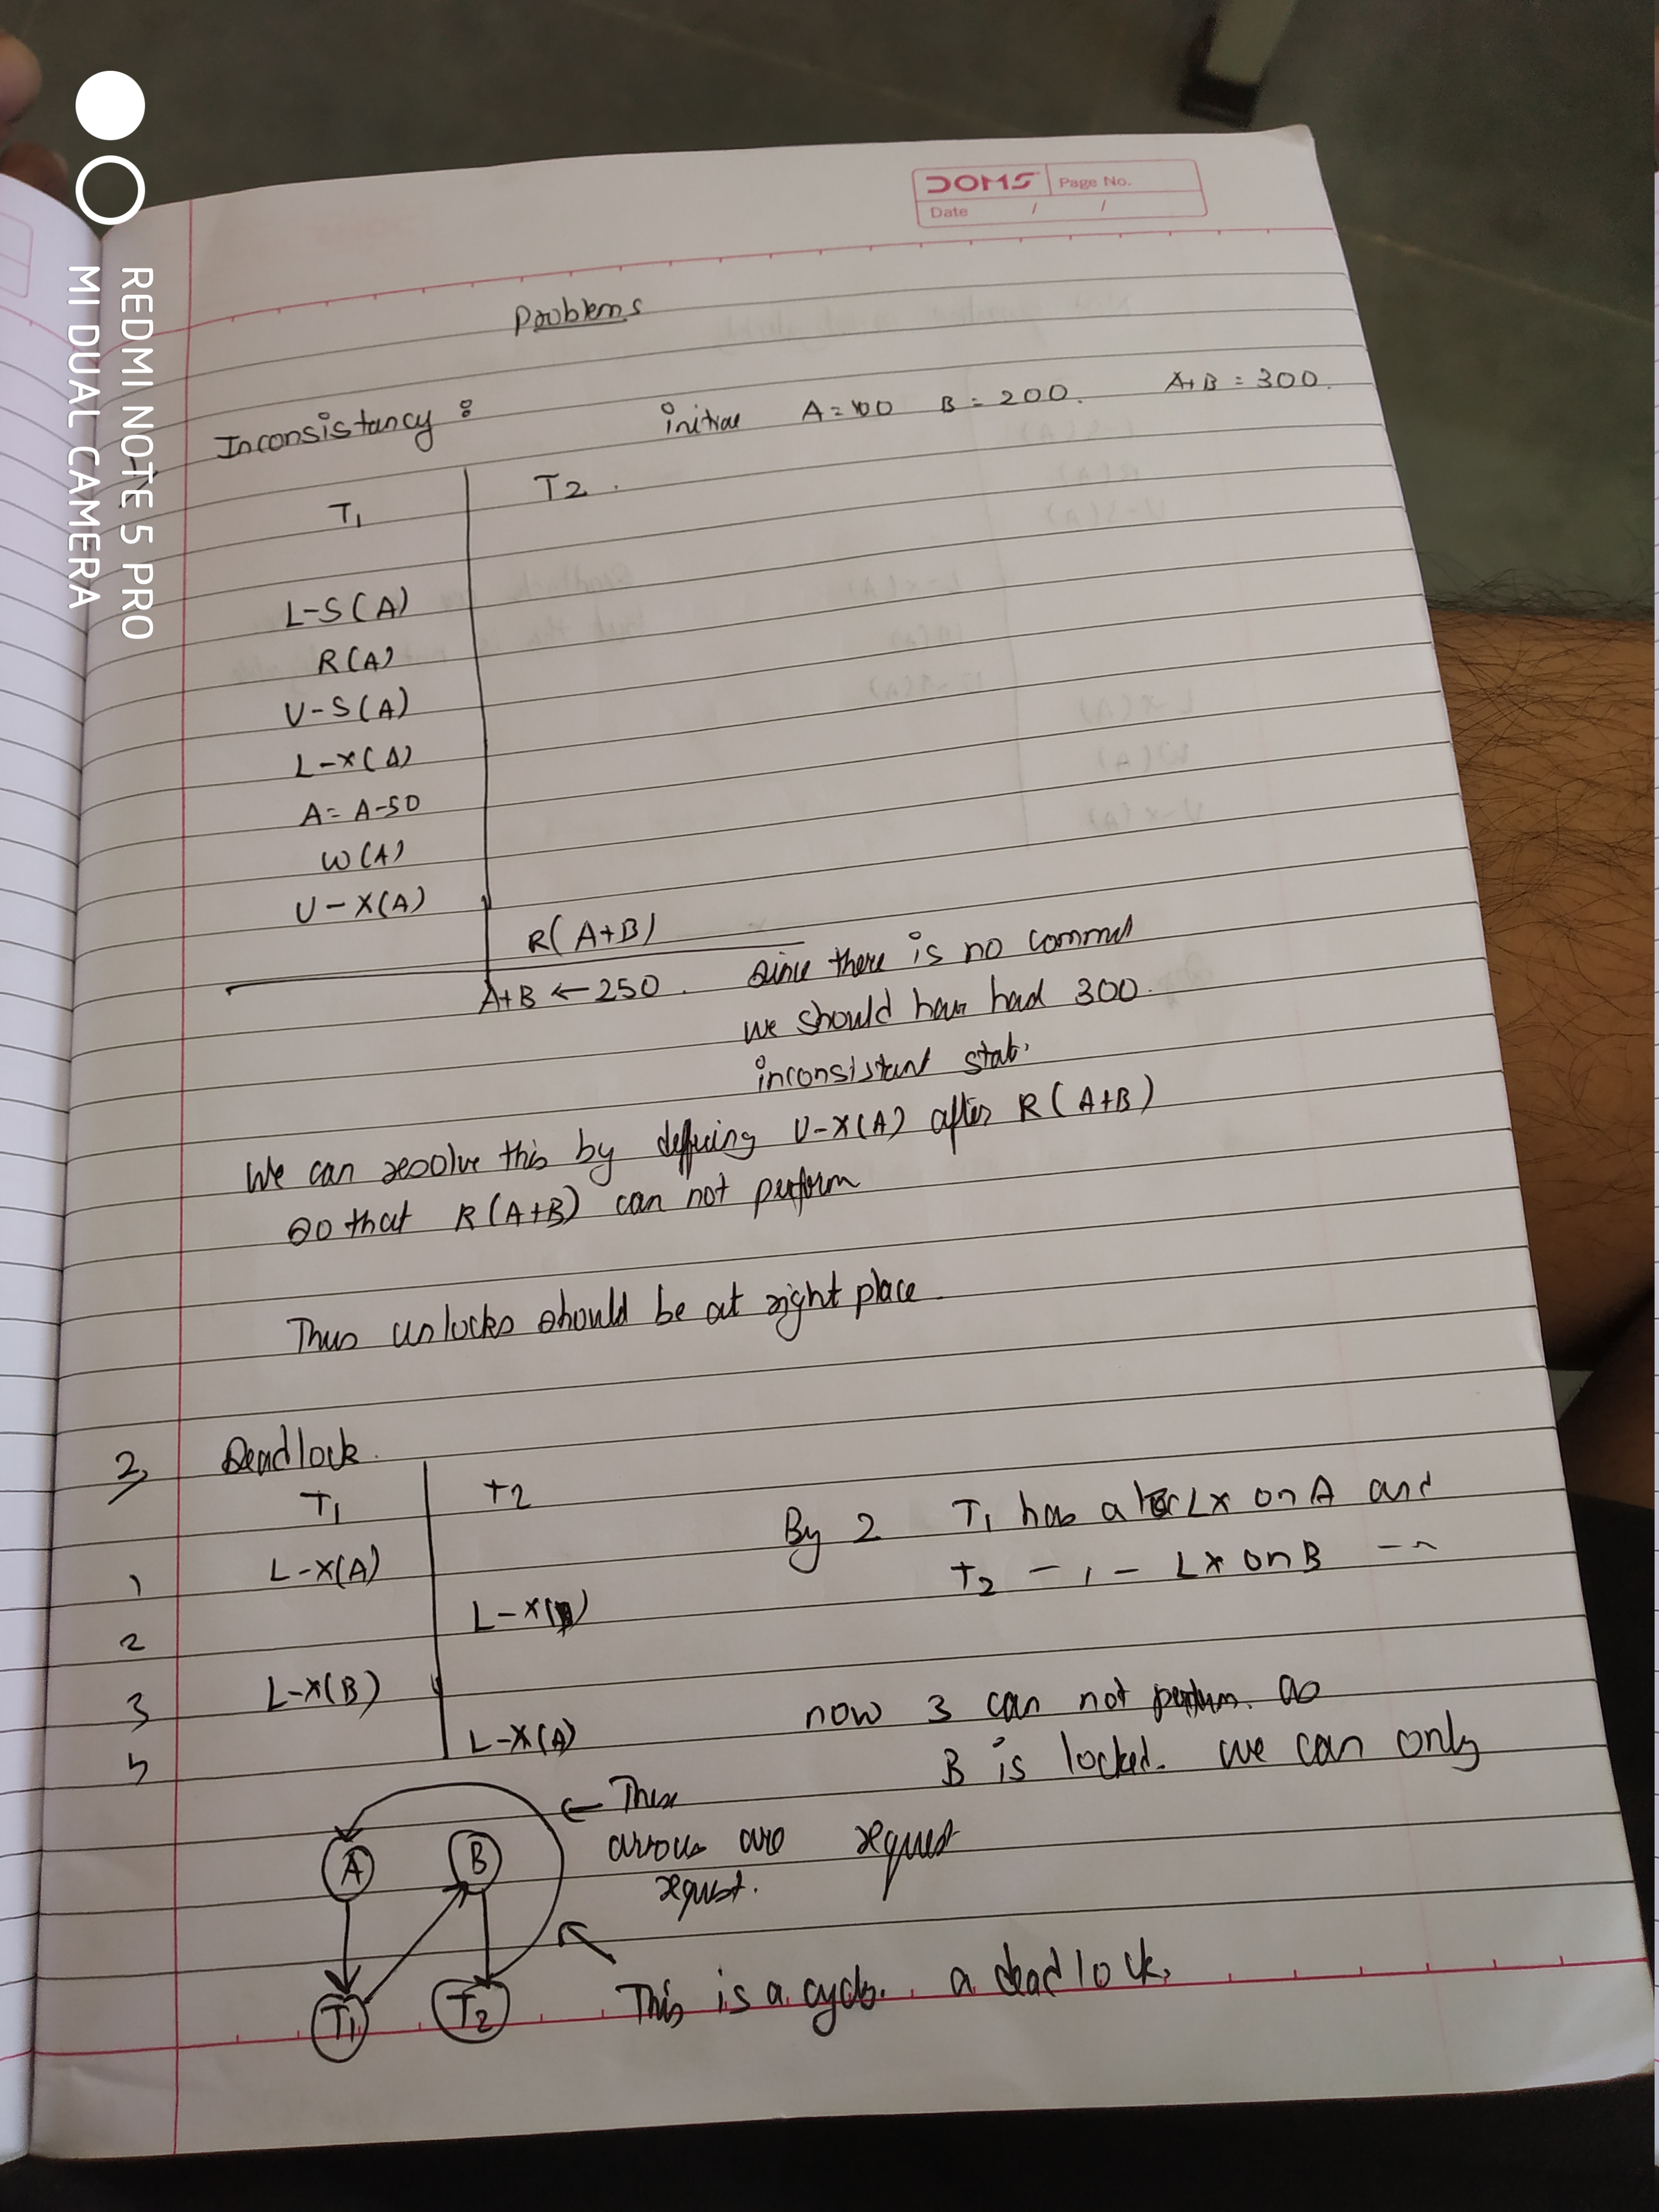 DOMS
Page No.
Date / /
Problems
Inconsistancy : initial A=100 B=200. A+B=300.
T1 T2.
L-S(A)
R(A)
U-S(A)
L-X(A)
A=A-50
W(A)
U-X(A)
R(A+B)
A+B ← 250. since there is no commit
we should have had 300.
inconsistent state.
We can resolve this by U-X(A) after R(A+B)
so that R(A+B) can not perform
Thus unlocks should be at right place.
2, Deadlock.
T1 T2
1 L-X(A) By 2 T1 has a LX on A and
2 L-X( ) T2 - , - LX on B --
3 L-X(B) now 3 can not perform. as
L-X(A) B is locked. we can only
← These
A B arrows are request
request.
T1 T2 This is a cycle. a deadlock.
REDMI NOTE 5 PRO
MI DUAL CAMERA